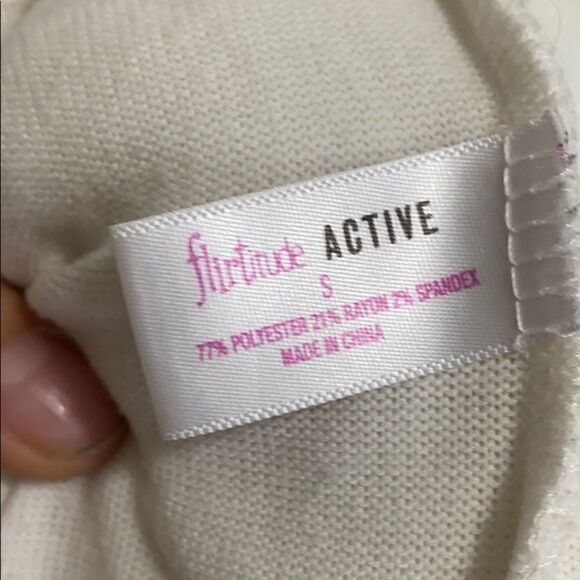 flirtitude ACTIVE
S
77% POLYESTER 21% RAYON 2% SPANDEX
MADE IN CHINA